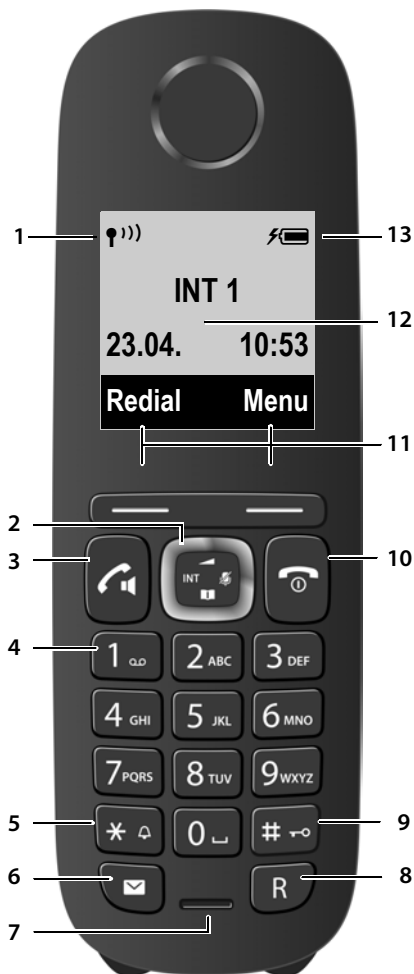 1
13
INT 1
12
23.04. 10:53
Redial Menu
11
2
3
INT
10
4
1 2 ABC 3 DEF
4 GHI 5 JKL 6 MNO
7 PQRS 8 TUV 9 WXYZ
5
* 0 #
9
6
R
8
7